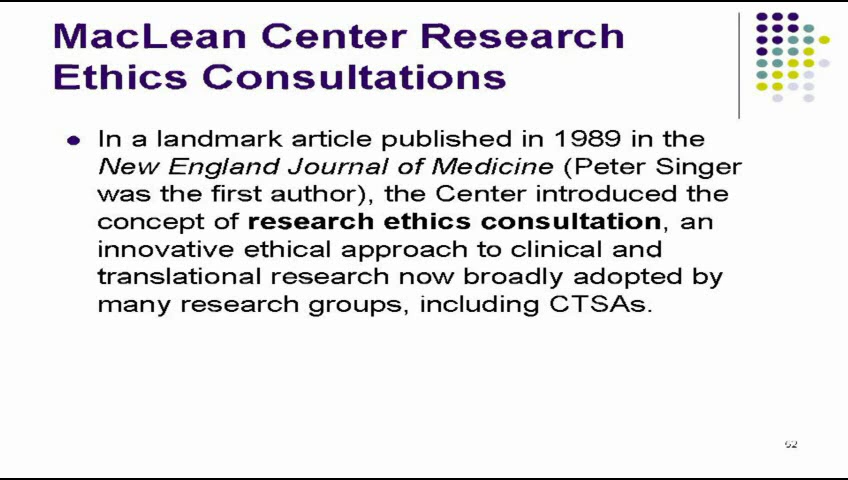 MacLean Center Research
Ethics Consultations
In a landmark article published in 1989 in the
New England Journal of Medicine (Peter Singer
was the first author), the Center introduced the
concept of research ethics consultation, an
innovative ethical approach to clinical and
translational research now broadly adopted by
many research groups, including CTSAs.